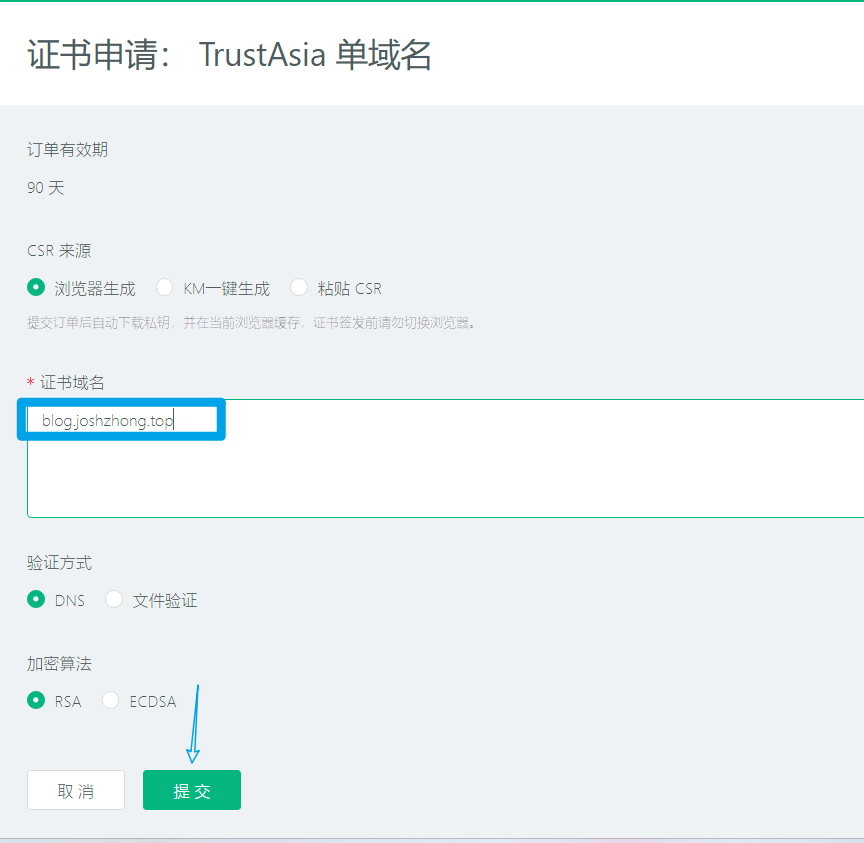 证书申请： TrustAsia 单域名
订单有效期
90 天
CSR 来源
浏览器生成 KM一键生成 粘贴 CSR
提交订单后自动下载私钥，并在当前浏览器缓存，证书签发前请勿切换浏览器。
* 证书域名
blog.joshzhong.top
验证方式
DNS 文件验证
加密算法
RSA ECDSA
取消 提交